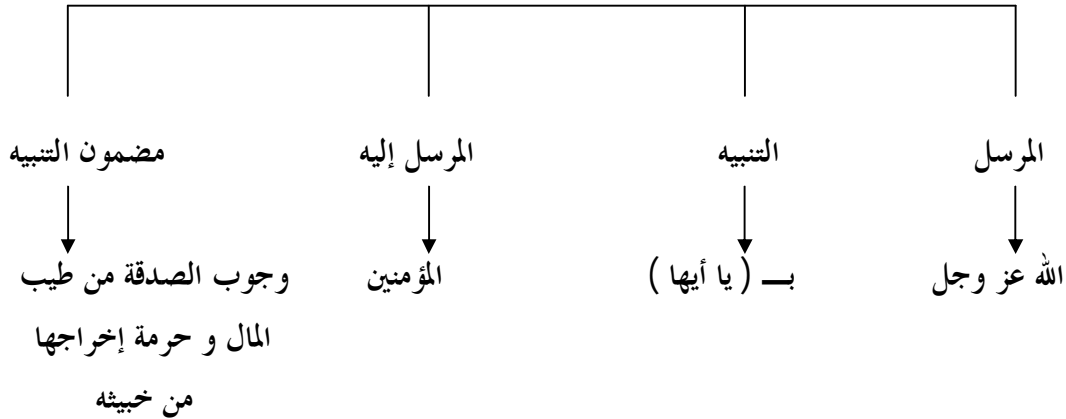 المرسل التنبيه المرسل إليه مضمون التنبيه
الله عز وجل بـــ ( يا أيها ) المؤمنين وجوب الصدقة من طيب
المال و حرمة إخراجها
من خبيثه